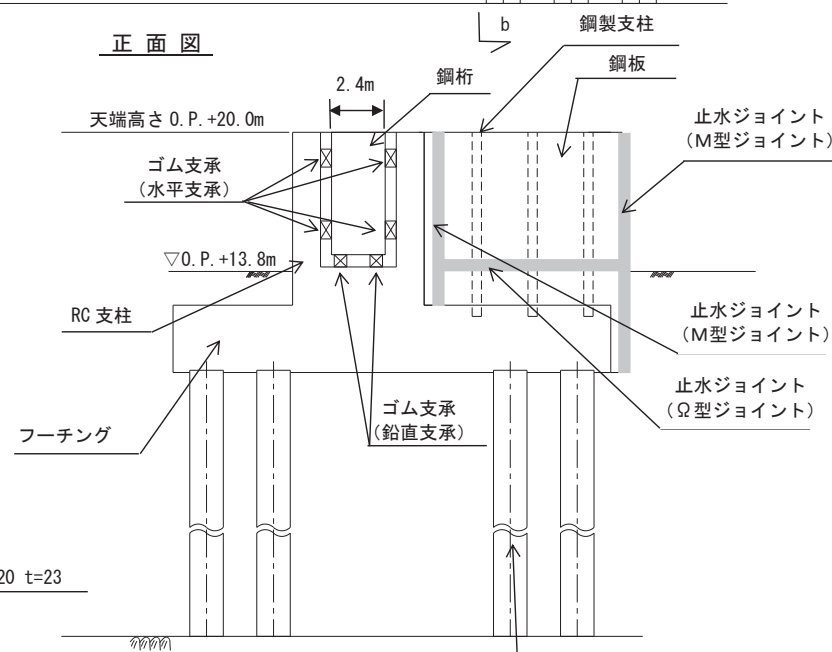 b
正面図
鋼製支柱
鋼桁
鋼板
2.4m
天端高さO.P.+20.0m
止水ジョイント
(M型ジョイント)
ゴム支承
(水平支承)
▽O.P.+13.8m
RC支柱
止水ジョイント
(M型ジョイント)
止水ジョイント
(Ω型ジョイント)
ゴム支承
(鉛直支承)
フーチング
20 t=23